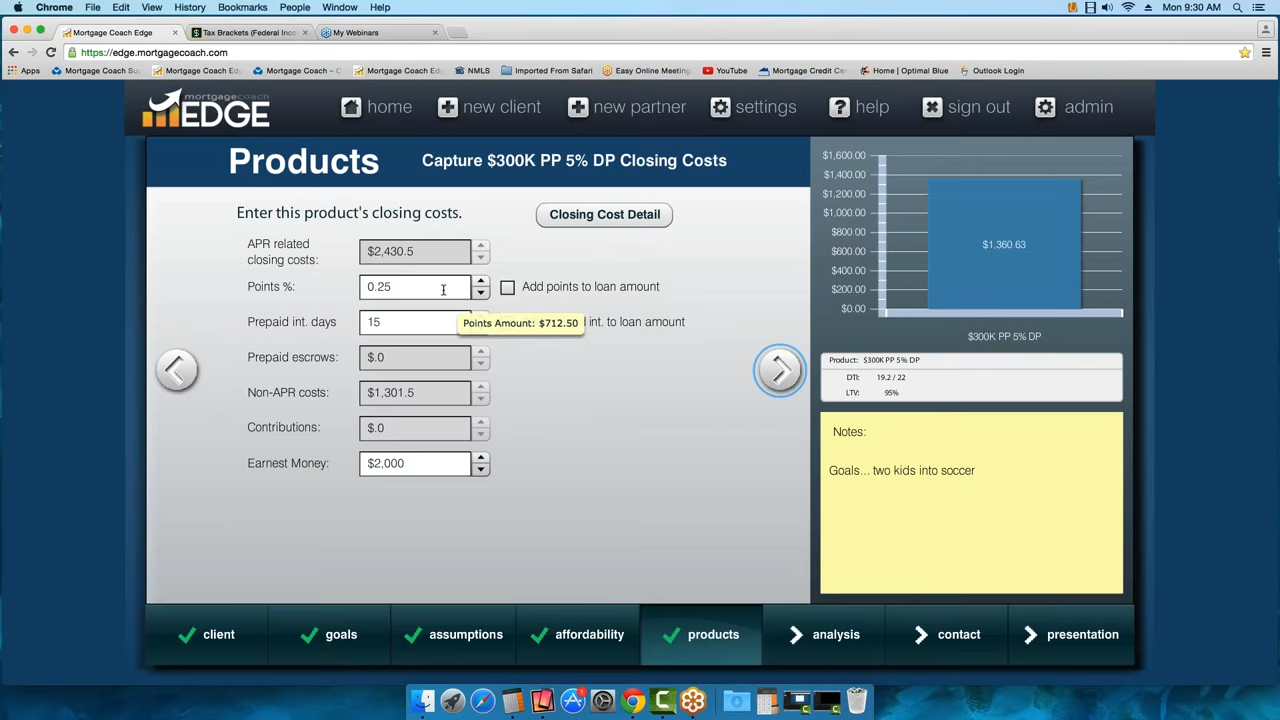 Chrome File Edit View History Bookmarks People Window Help Mon 9:30 AM
Mortgage Coach Edge Tax Brackets (Federal Inco My Webinars
https://edge.mortgagecoach.com
Apps Mortgage Coach Su Mortgage Coach Ed Mortgage Coach – C Mortgage Coach Ed NMLS Imported From Safari Easy Online Meeting YouTube Mortgage Credit Cer Home | Optimal Blue Outlook Login
mortgagecoach
EDGE
home new client new partner settings help sign out admin
Products Capture $300K PP 5% DP Closing Costs
Enter this product's closing costs. Closing Cost Detail
APR related
closing costs: $2,430.5
Points %: 0.25 Add points to loan amount
Points Amount: $712.50
Prepaid int. days 15 int. to loan amount
Prepaid escrows: $.0
Non-APR costs: $1,301.5
Contributions: $.0
Earnest Money: $2,000
$1,600.00
$1,400.00
$1,200.00
$1,000.00
$800.00
$600.00
$400.00
$200.00
$0.00
$1,360.63
$300K PP 5% DP
Product: $300K PP 5% DP
DTI: 19.2 / 22
LTV: 95%
Notes:
Goals... two kids into soccer
client goals assumptions affordability products analysis contact presentation